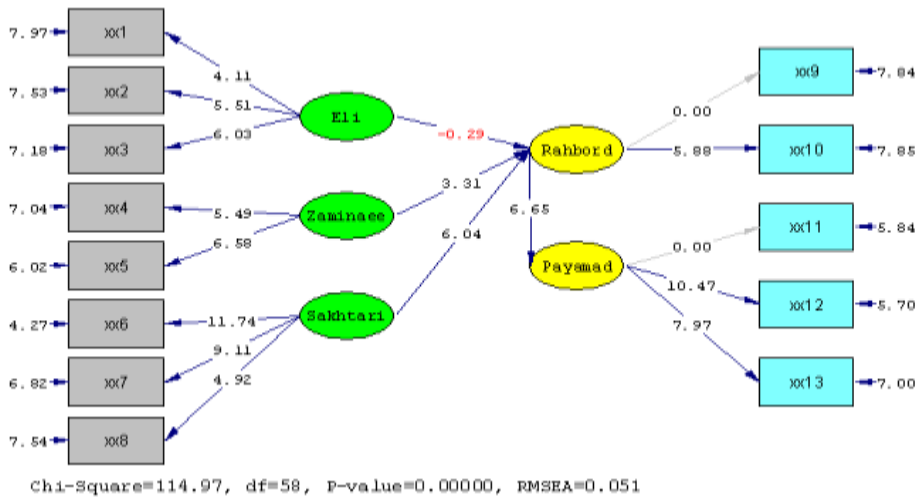 7.97 xx1
7.53 xx2
7.18 xx3
7.04 xx4
6.02 xx5
4.27 xx6
6.82 xx7
7.54 xx8
4.11
5.51
6.03
5.49
6.58
11.74
9.11
4.92
Eli
Zaminaee
Sakhtari
-0.29
3.31
6.04
Rahbord
6.65
Payamad
0.00
5.88
0.00
10.47
7.97
xx9 7.84
xx10 7.85
xx11 5.84
xx12 5.70
xx13 7.00
Chi-Square=114.97, df=58, P-value=0.00000, RMSEA=0.051